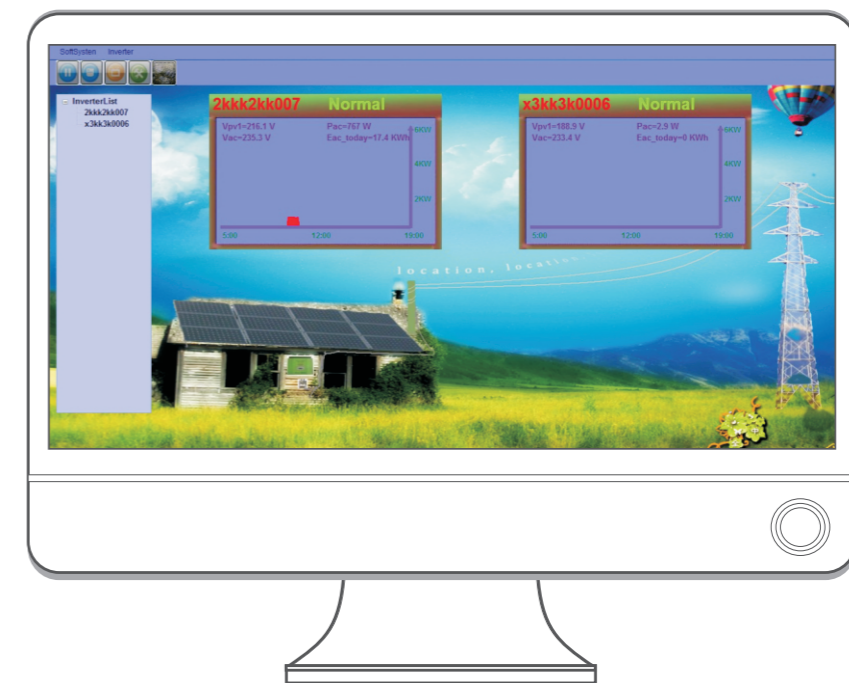 SoftSysten Inverter
InverterList
2kkk2kk007
x3kk3k0006
2kkk2kk007 Normal
Vpv1=216.1 V Pac=767 W
Vac=235.3 V Eac_today=17.4 KWh
6KW
4KW
2KW
5:00 12:00 19:00
x3kk3k0006 Normal
Vpv1=188.9 V Pac=2.9 W
Vac=233.4 V Eac_today=0 KWh
6KW
4KW
2KW
5:00 12:00 19:00
location, location